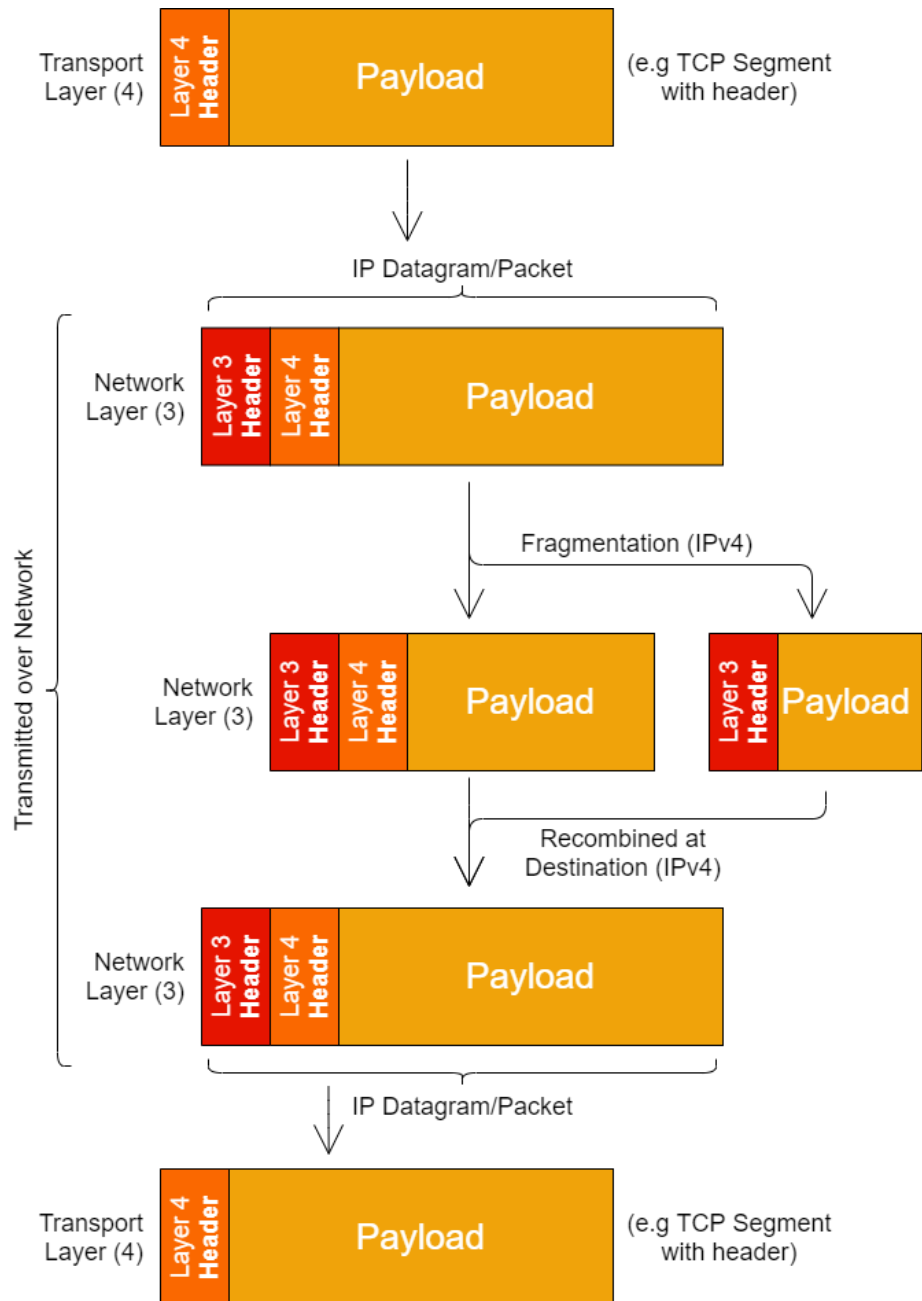 Transport
Layer (4)
Layer 4
Header
Payload
(e.g TCP Segment
with header)
IP Datagram/Packet
Transmitted over Network
Network
Layer (3)
Layer 3
Header
Layer 4
Header
Payload
Fragmentation (IPv4)
Network
Layer (3)
Layer 3
Header
Layer 4
Header
Payload
Layer 3
Header
Payload
Recombined at
Destination (IPv4)
Network
Layer (3)
Layer 3
Header
Layer 4
Header
Payload
IP Datagram/Packet
Transport
Layer (4)
Layer 4
Header
Payload
(e.g TCP Segment
with header)